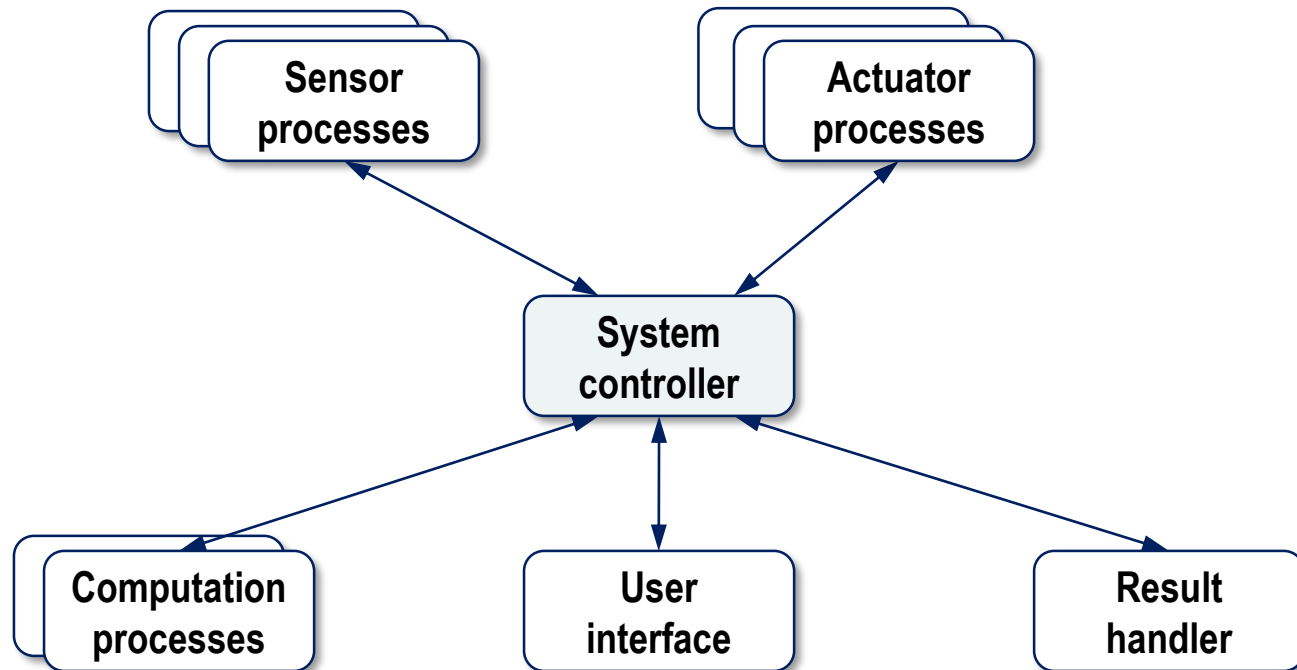 Sensor
processes
Actuator
processes
System
controller
Computation
processes
User
interface
Result
handler